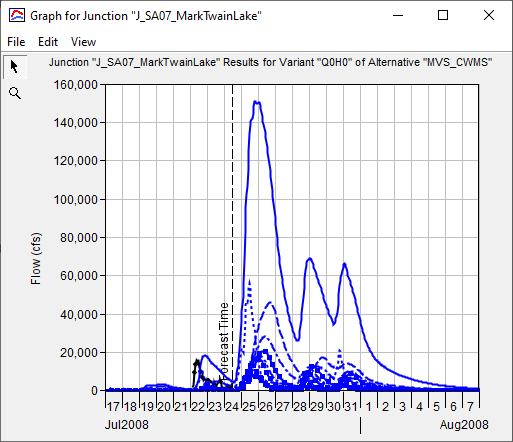 Graph for Junction "J_SA07_MarkTwainLake"
File Edit View
Junction "J_SA07_MarkTwainLake" Results for Variant "Q0H0" of Alternative "MVS_CWMS"
160,000
140,000
120,000
100,000
80,000
60,000
40,000
20,000
0
Flow (cfs)
Forecast Time
17 18 19 20 21 22 23 24 25 26 27 28 29 30 31 1 2 3 4 5 6 7
Jul2008 Aug2008